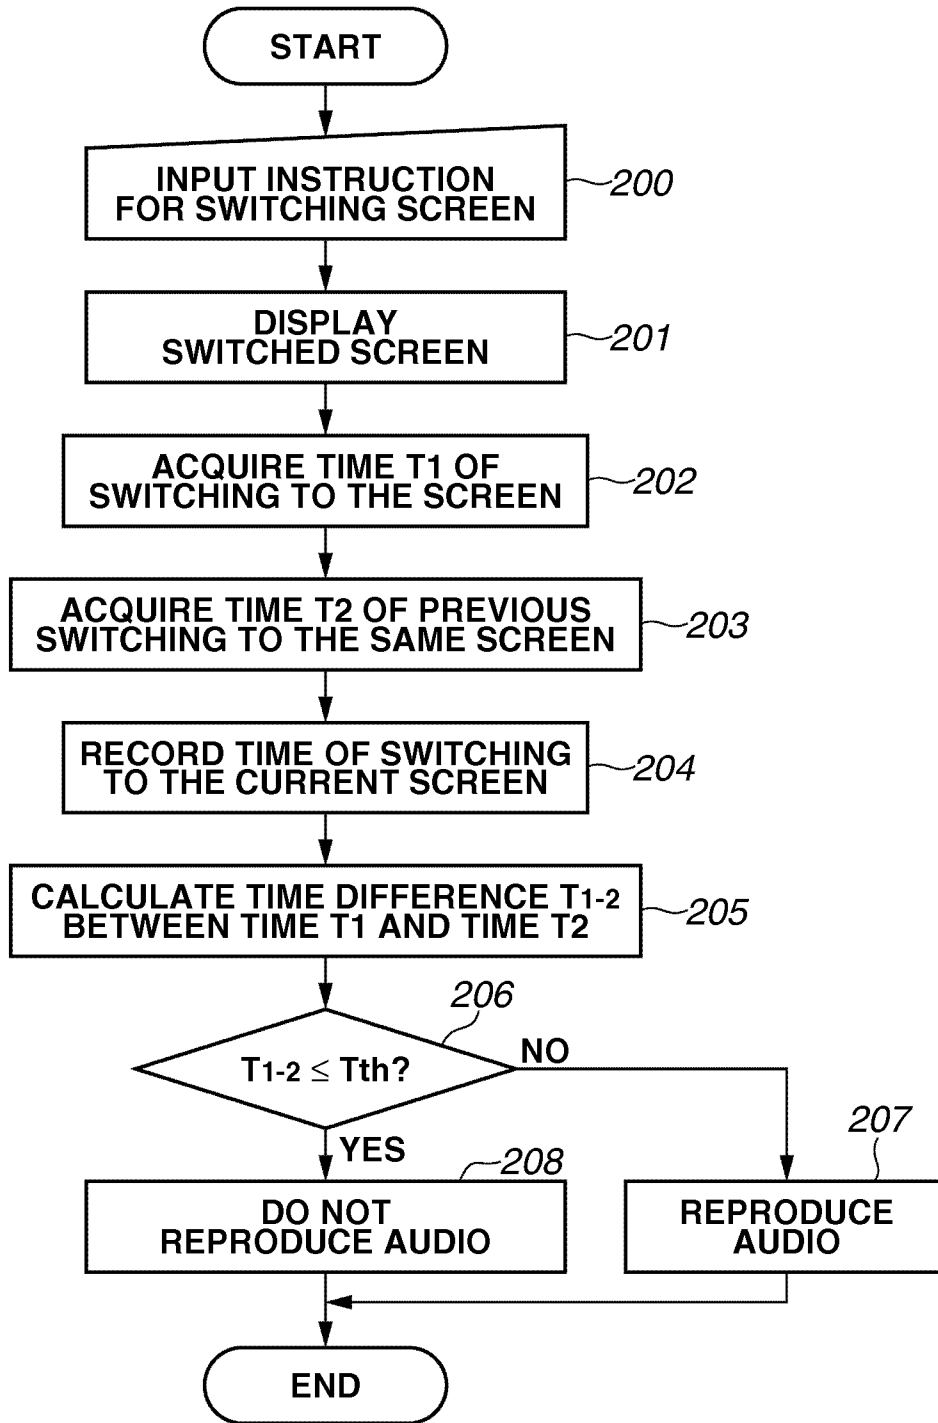 START
INPUT INSTRUCTION
FOR SWITCHING SCREEN
200
DISPLAY
SWITCHED SCREEN
201
ACQUIRE TIME T1 OF
SWITCHING TO THE SCREEN
202
ACQUIRE TIME T2 OF PREVIOUS
SWITCHING TO THE SAME SCREEN
203
RECORD TIME OF SWITCHING
TO THE CURRENT SCREEN
204
CALCULATE TIME DIFFERENCE T1-2
BETWEEN TIME T1 AND TIME T2
205
206
T1-2 ≤ Tth?
NO
YES
208
DO NOT
REPRODUCE AUDIO
207
REPRODUCE
AUDIO
END